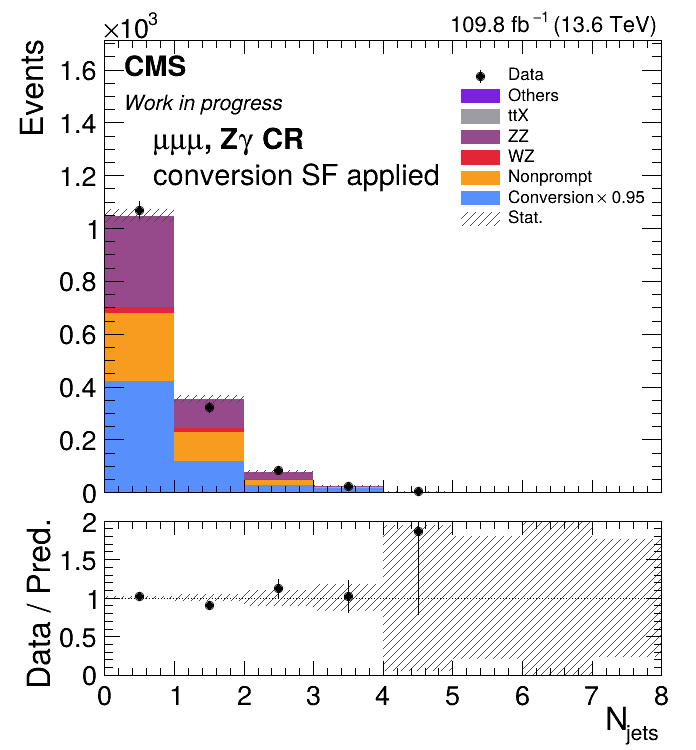 ×10³
109.8 fb⁻¹ (13.6 TeV)
Events
CMS
Work in progress
μμμ, Zγ CR
conversion SF applied
Data
Others
ttX
ZZ
WZ
Nonprompt
Conversion × 0.95
Stat.
1.6
1.4
1.2
1
0.8
0.6
0.4
0.2
0
Data / Pred.
2
1.5
1
0.5
0
0 1 2 3 4 5 6 7 8
N_jets